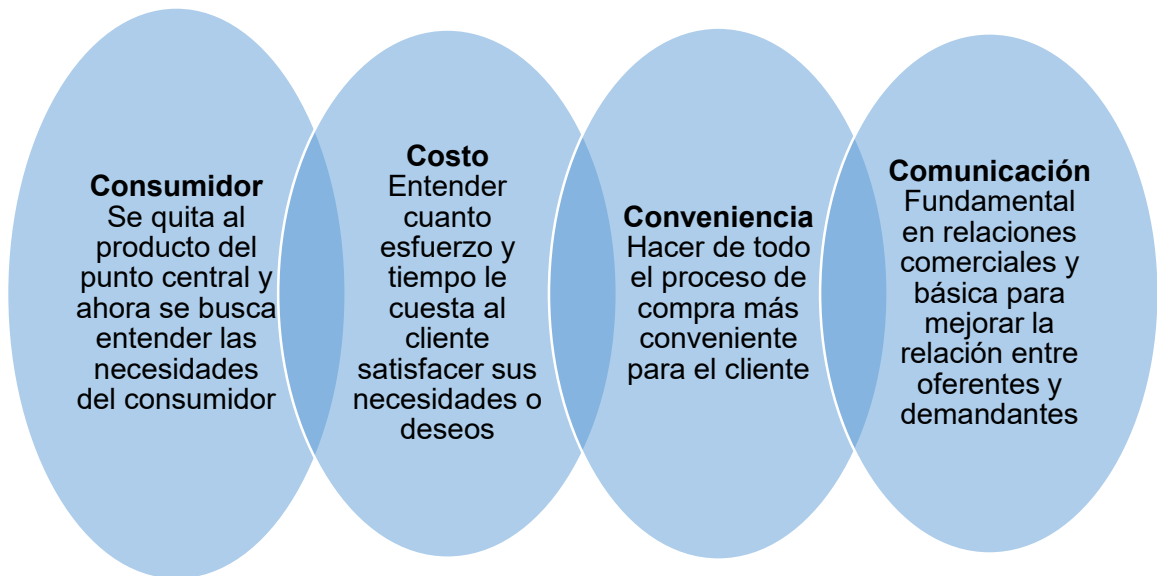 Consumidor
Se quita al
producto del
punto central y
ahora se busca
entender las
necesidades
del consumidor
Costo
Entender
cuanto
esfuerzo y
tiempo le
cuesta al
cliente
satisfacer sus
necesidades o
deseos
Conveniencia
Hacer de todo
el proceso de
compra más
conveniente
para el cliente
Comunicación
Fundamental
en relaciones
comerciales y
básica para
mejorar la
relación entre
oferentes y
demandantes